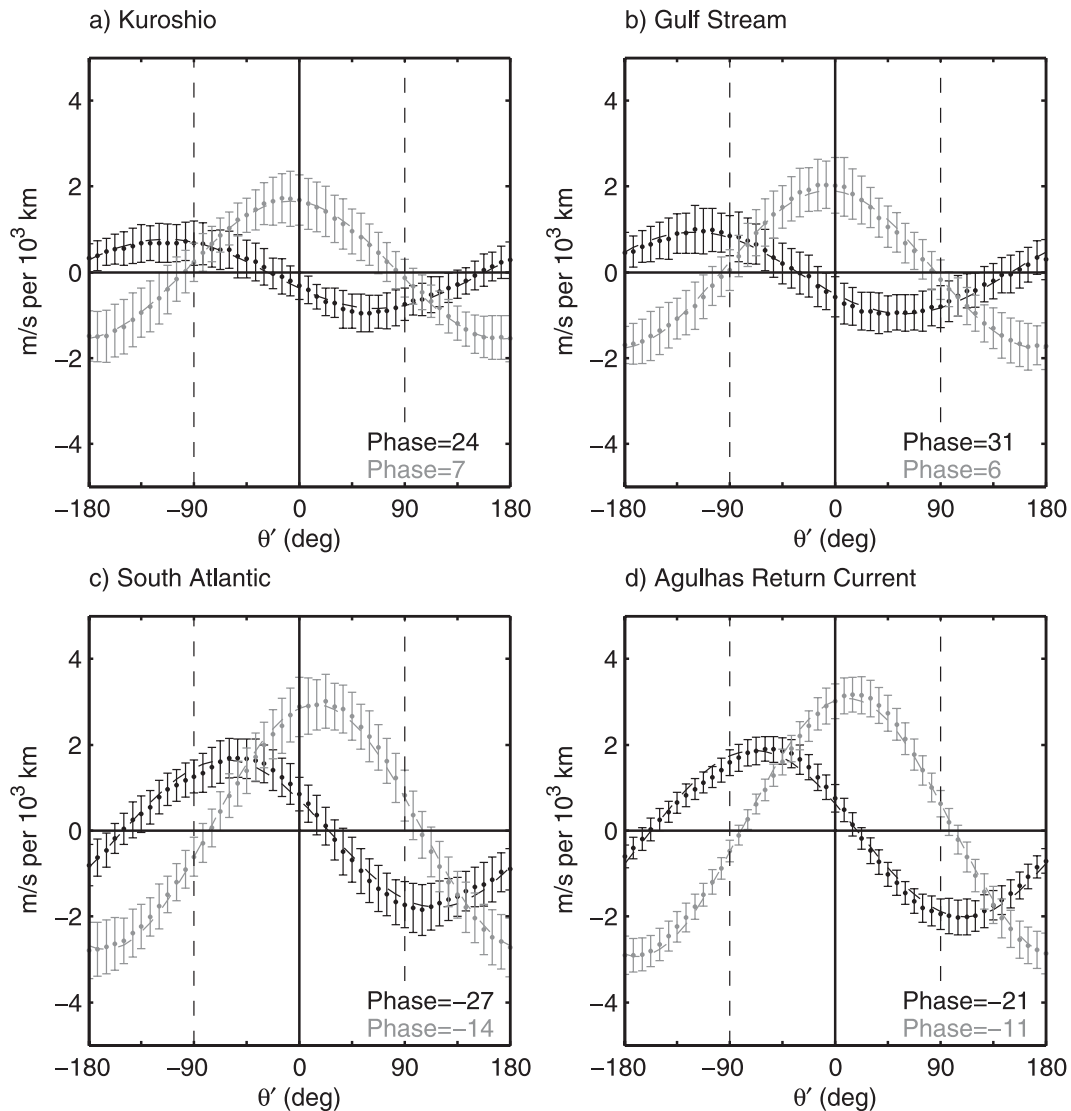 a) Kuroshio
4
2
0
−2
−4
m/s per 10³ km
Phase=24
Phase=7
−180 −90 0 90 180
θ′ (deg)
b) Gulf Stream
4
2
0
−2
−4
m/s per 10³ km
Phase=31
Phase=6
−180 −90 0 90 180
θ′ (deg)
c) South Atlantic
4
2
0
−2
−4
m/s per 10³ km
Phase=−27
Phase=−14
−180 −90 0 90 180
θ′ (deg)
d) Agulhas Return Current
4
2
0
−2
−4
m/s per 10³ km
Phase=−21
Phase=−11
−180 −90 0 90 180
θ′ (deg)